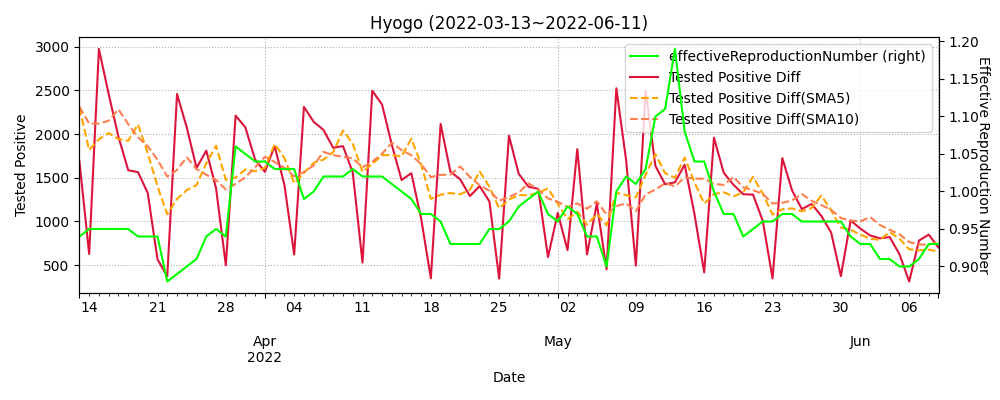 Hyogo (2022-03-13~2022-06-11)
effectiveReproductionNumber (right)
Tested Positive Diff
Tested Positive Diff(SMA5)
Tested Positive Diff(SMA10)
Tested Positive
3000
2500
2000
1500
1000
500
1.20
1.15
1.10
1.05
1.00
0.95
0.90
Effective Reproduction Number
14 21 28 04 11 18 25 02 09 16 23 30 06
Apr May Jun
2022
Date